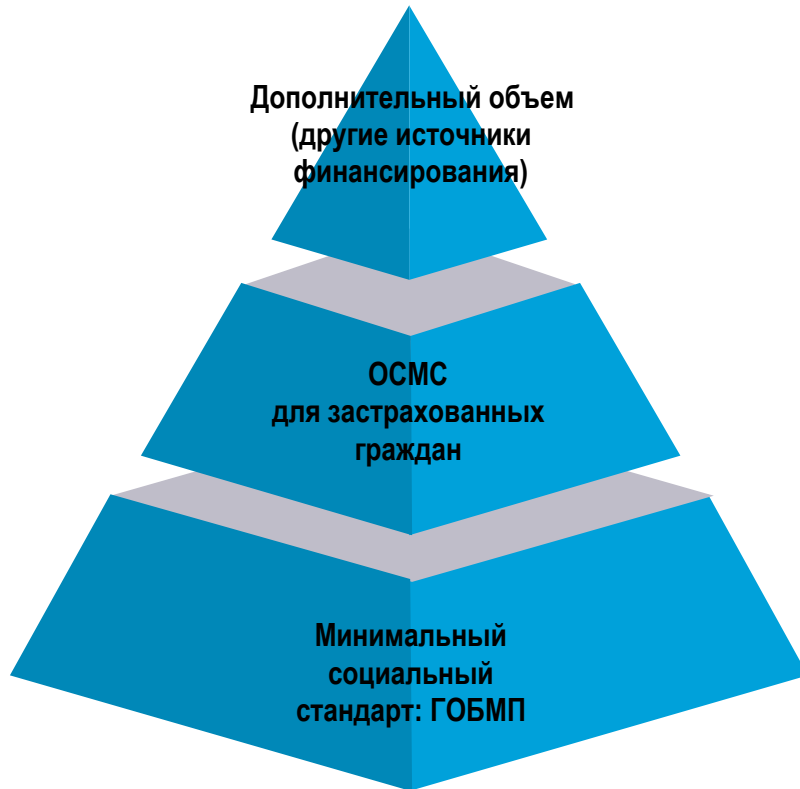 Дополнительный объем
(другие источники
финансирования)
ОСМС
для застрахованных
граждан
Минимальный
социальный
стандарт: ГОБМП